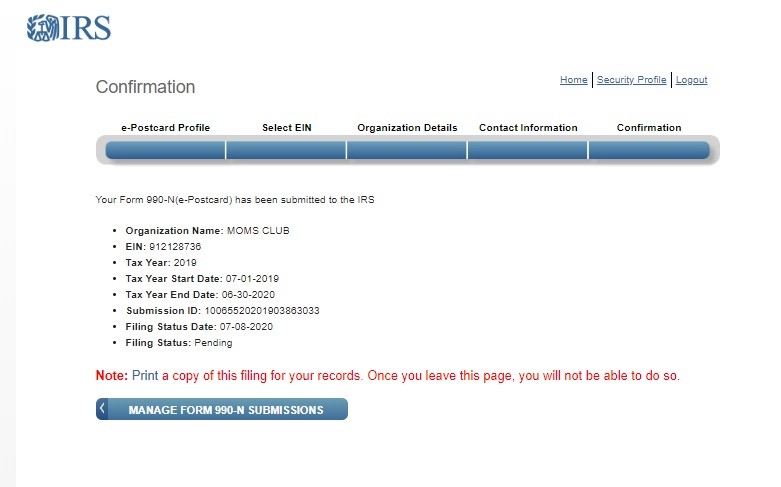 IRS
Confirmation
Home | Security Profile | Logout
e-Postcard Profile Select EIN Organization Details Contact Information Confirmation
Your Form 990-N(e-Postcard) has been submitted to the IRS
• Organization Name: MOMS CLUB
• EIN: 912128736
• Tax Year: 2019
• Tax Year Start Date: 07-01-2019
• Tax Year End Date: 06-30-2020
• Submission ID: 10065520201903863033
• Filing Status Date: 07-08-2020
• Filing Status: Pending
Note: Print a copy of this filing for your records. Once you leave this page, you will not be able to do so.
MANAGE FORM 990-N SUBMISSIONS